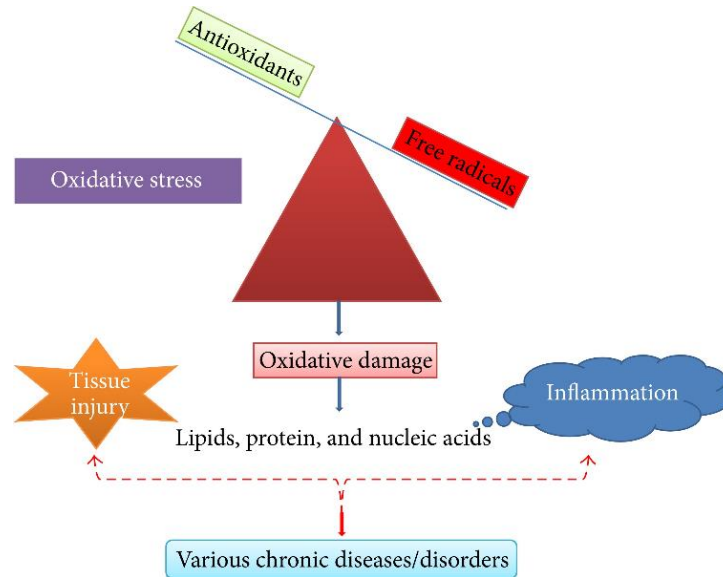 Antioxidants
Free radicals
Oxidative stress
Oxidative damage
Tissue
injury
Inflammation
Lipids, protein, and nucleic acids
Various chronic diseases/disorders